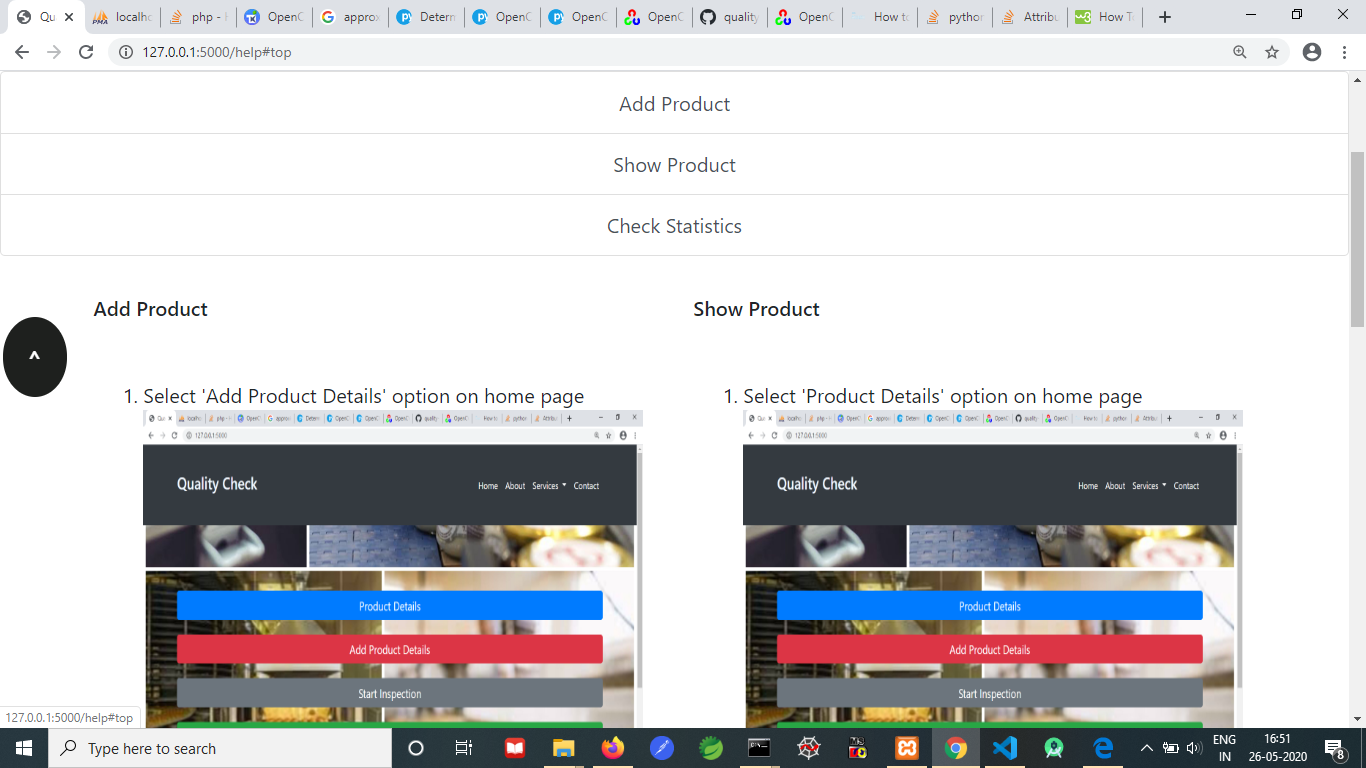 Qu
localho
php - H
OpenC
approx
Determ
OpenC
OpenC
OpenC
quality
OpenC
How to
python
Attribu
How T
127.0.0.1:5000/help#top
Add Product
Show Product
Check Statistics
Add Product
Show Product
^
1. Select 'Add Product Details' option on home page
1. Select 'Product Details' option on home page
127.0.0.1:5000
127.0.0.1:5000
Quality Check
Home About Services Contact
Quality Check
Home About Services Contact
Product Details
Product Details
Add Product Details
Add Product Details
Start Inspection
Start Inspection
127.0.0.1:5000/help#top
Type here to search
ENG
IN
16:51
26-05-2020
8